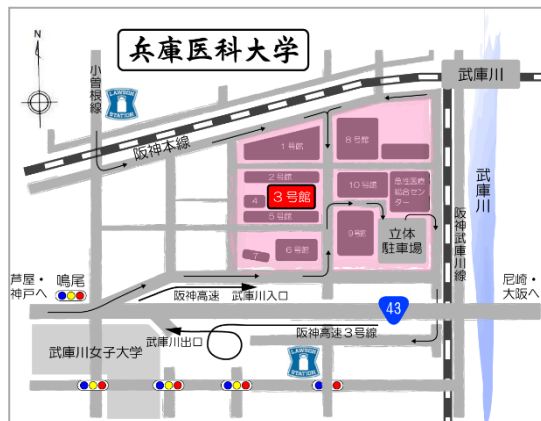 兵庫医科大学
N
小曽根線
LAWSON
STATION
阪神本線
武庫川
武庫川
阪神武庫川線
1号館
8号館
2号館
4
3号館
5号館
10号館
急性医療
総合セン
ター
9号館
立体
駐車場
7
6号館
芦屋・
神戸へ
鳴尾
阪神高速 武庫川入口
43
尼崎・
大阪へ
武庫川出口
阪神高速3号線
武庫川女子大学
LAWSON
STATION